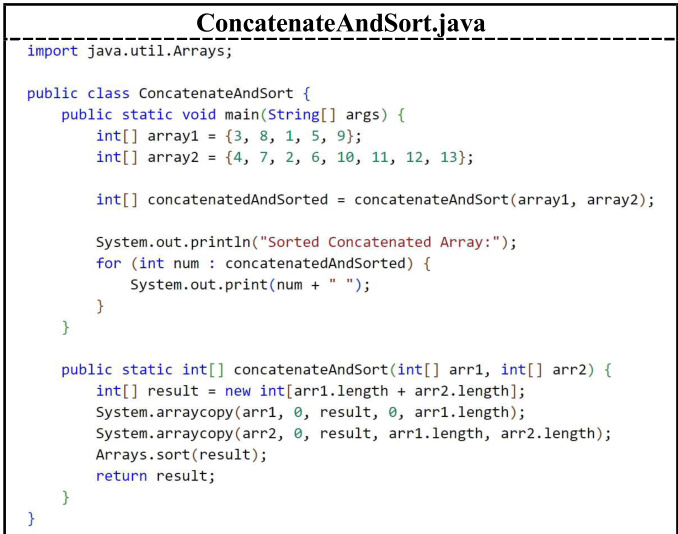 ConcatenateAndSort.java
import java.util.Arrays;
public class ConcatenateAndSort {
    public static void main(String[] args) {
        int[] array1 = {3, 8, 1, 5, 9};
        int[] array2 = {4, 7, 2, 6, 10, 11, 12, 13};
        int[] concatenatedAndSorted = concatenateAndSort(array1, array2);
        System.out.println("Sorted Concatenated Array:");
        for (int num : concatenatedAndSorted) {
            System.out.print(num + " ");
        }
    }
    public static int[] concatenateAndSort(int[] arr1, int[] arr2) {
        int[] result = new int[arr1.length + arr2.length];
        System.arraycopy(arr1, 0, result, 0, arr1.length);
        System.arraycopy(arr2, 0, result, arr1.length, arr2.length);
        Arrays.sort(result);
        return result;
    }
}